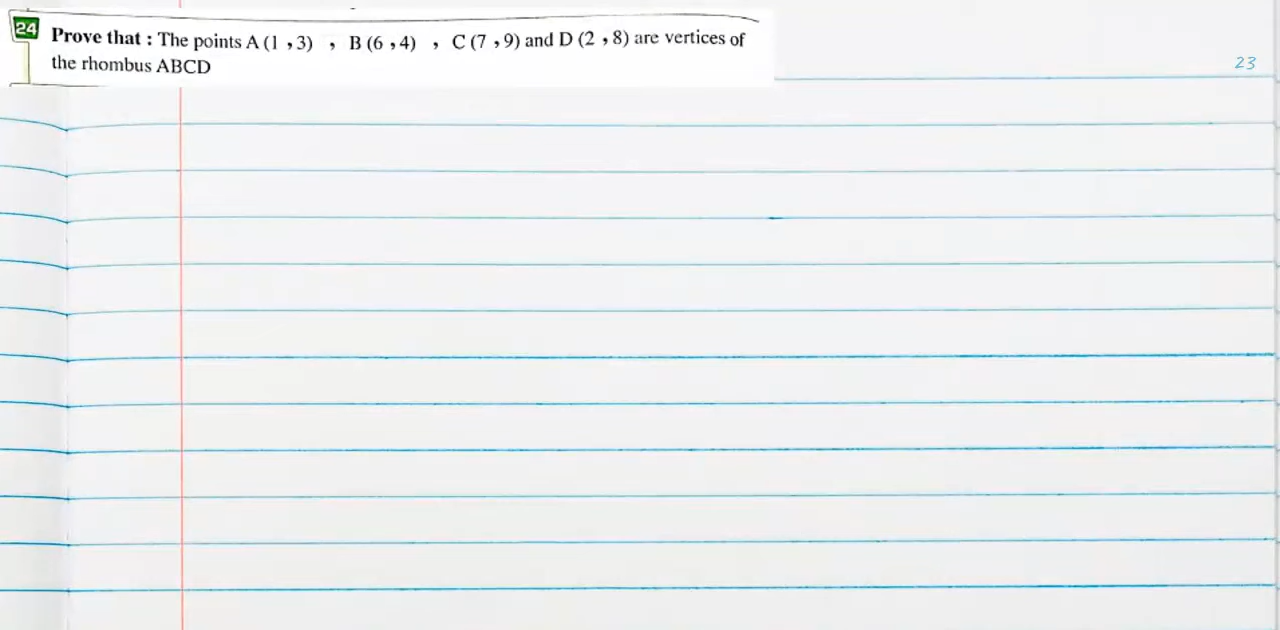 24 Prove that : The points A (1 , 3) , B (6 , 4) , C (7 , 9) and D (2 , 8) are vertices of
the rhombus ABCD
23